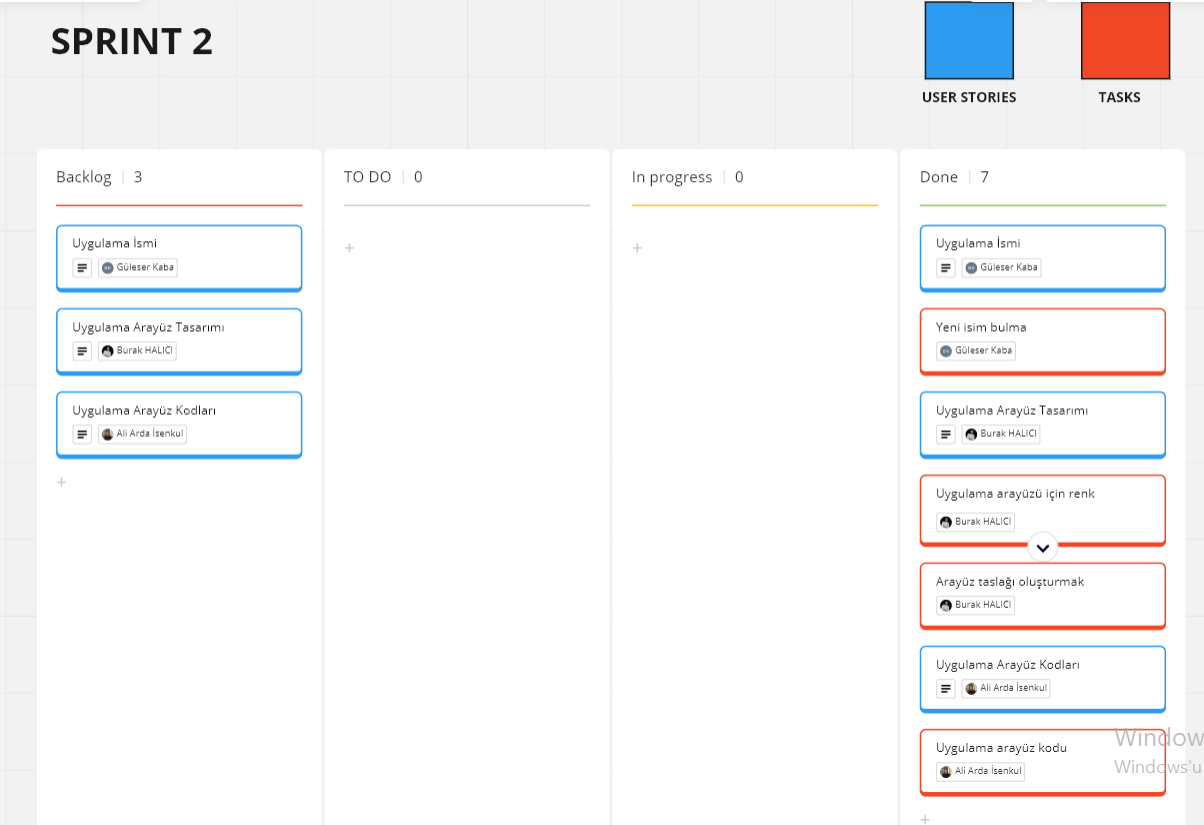 SPRINT 2
USER STORIES
TASKS
Backlog 3
Uygulama İsmi
Güleser Kaba
Uygulama Arayüz Tasarımı
Burak HALICI
Uygulama Arayüz Kodları
Ali Arda İsenkul
TO DO 0
In progress 0
Done 7
Uygulama İsmi
Güleser Kaba
Yeni isim bulma
Güleser Kaba
Uygulama Arayüz Tasarımı
Burak HALICI
Uygulama arayüzü için renk
Burak HALICI
Arayüz taslağı oluşturmak
Burak HALICI
Uygulama Arayüz Kodları
Ali Arda İsenkul
Uygulama arayüz kodu
Ali Arda İsenkul
Window
Windows'u